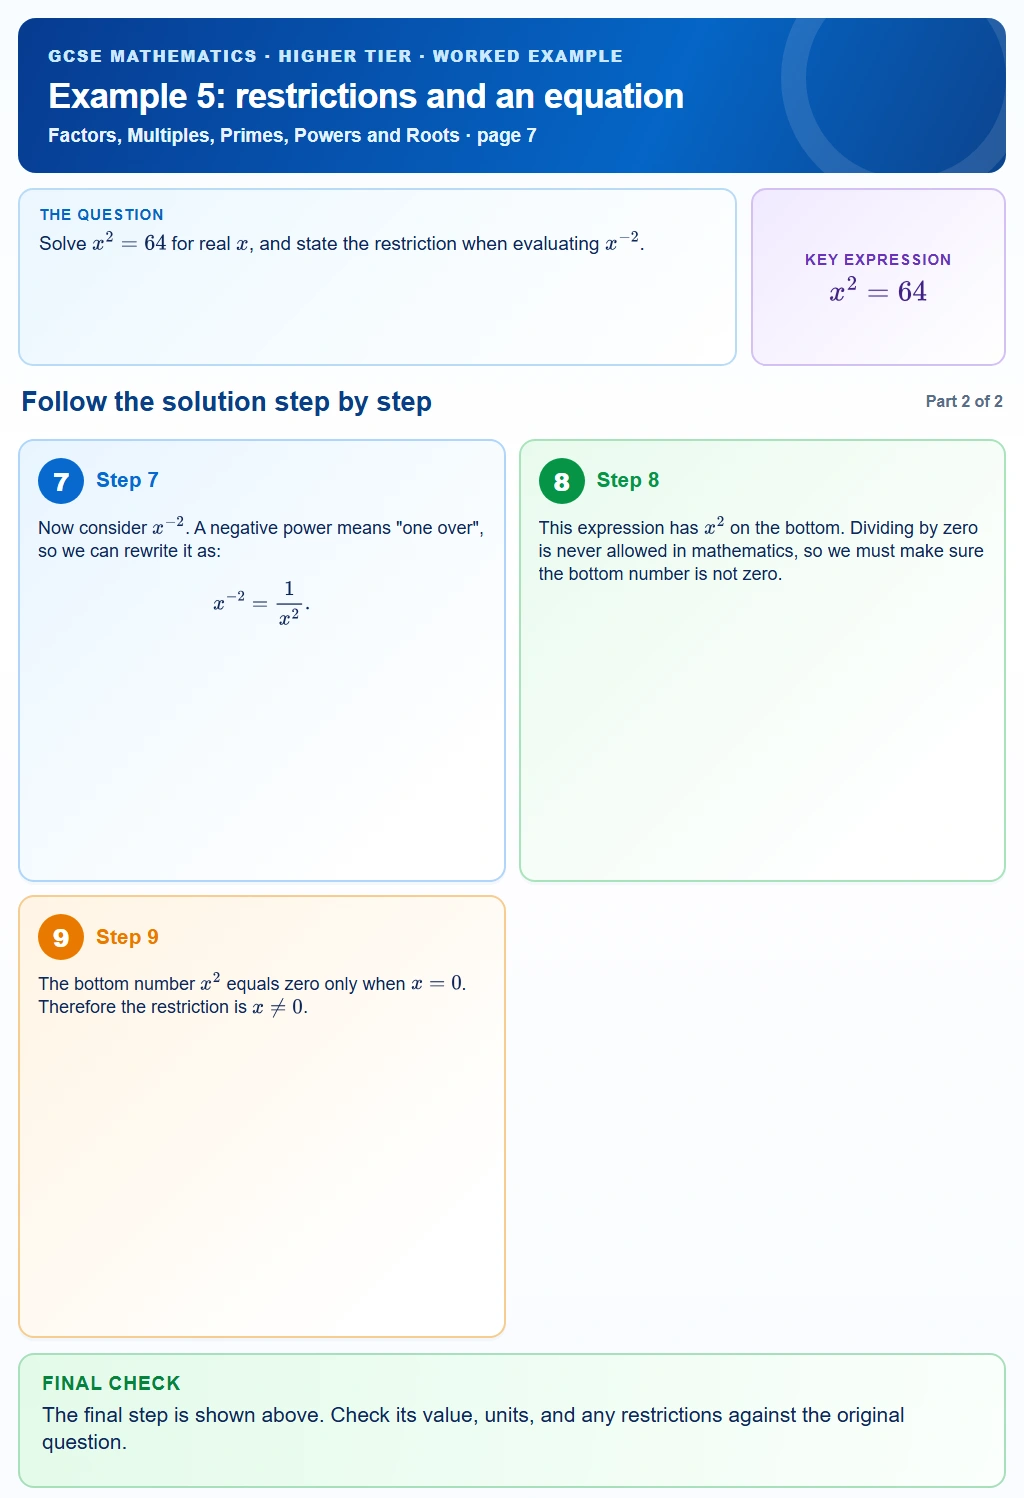 GCSE MATHEMATICS · HIGHER TIER · WORKED EXAMPLE
Example 5: restrictions and an equation
Factors, Multiples, Primes, Powers and Roots · page 7
THE QUESTION
Solve x² = 64 for real x, and state the restriction when evaluating x⁻².
KEY EXPRESSION
x² = 64
Follow the solution step by step
Part 2 of 2
7 Step 7
Now consider x⁻². A negative power means "one over",
so we can rewrite it as:
x⁻² = 1/x².
8 Step 8
This expression has x² on the bottom. Dividing by zero
is never allowed in mathematics, so we must make sure
the bottom number is not zero.
9 Step 9
The bottom number x² equals zero only when x = 0.
Therefore the restriction is x ≠ 0.
FINAL CHECK
The final step is shown above. Check its value, units, and any restrictions against the original
question.